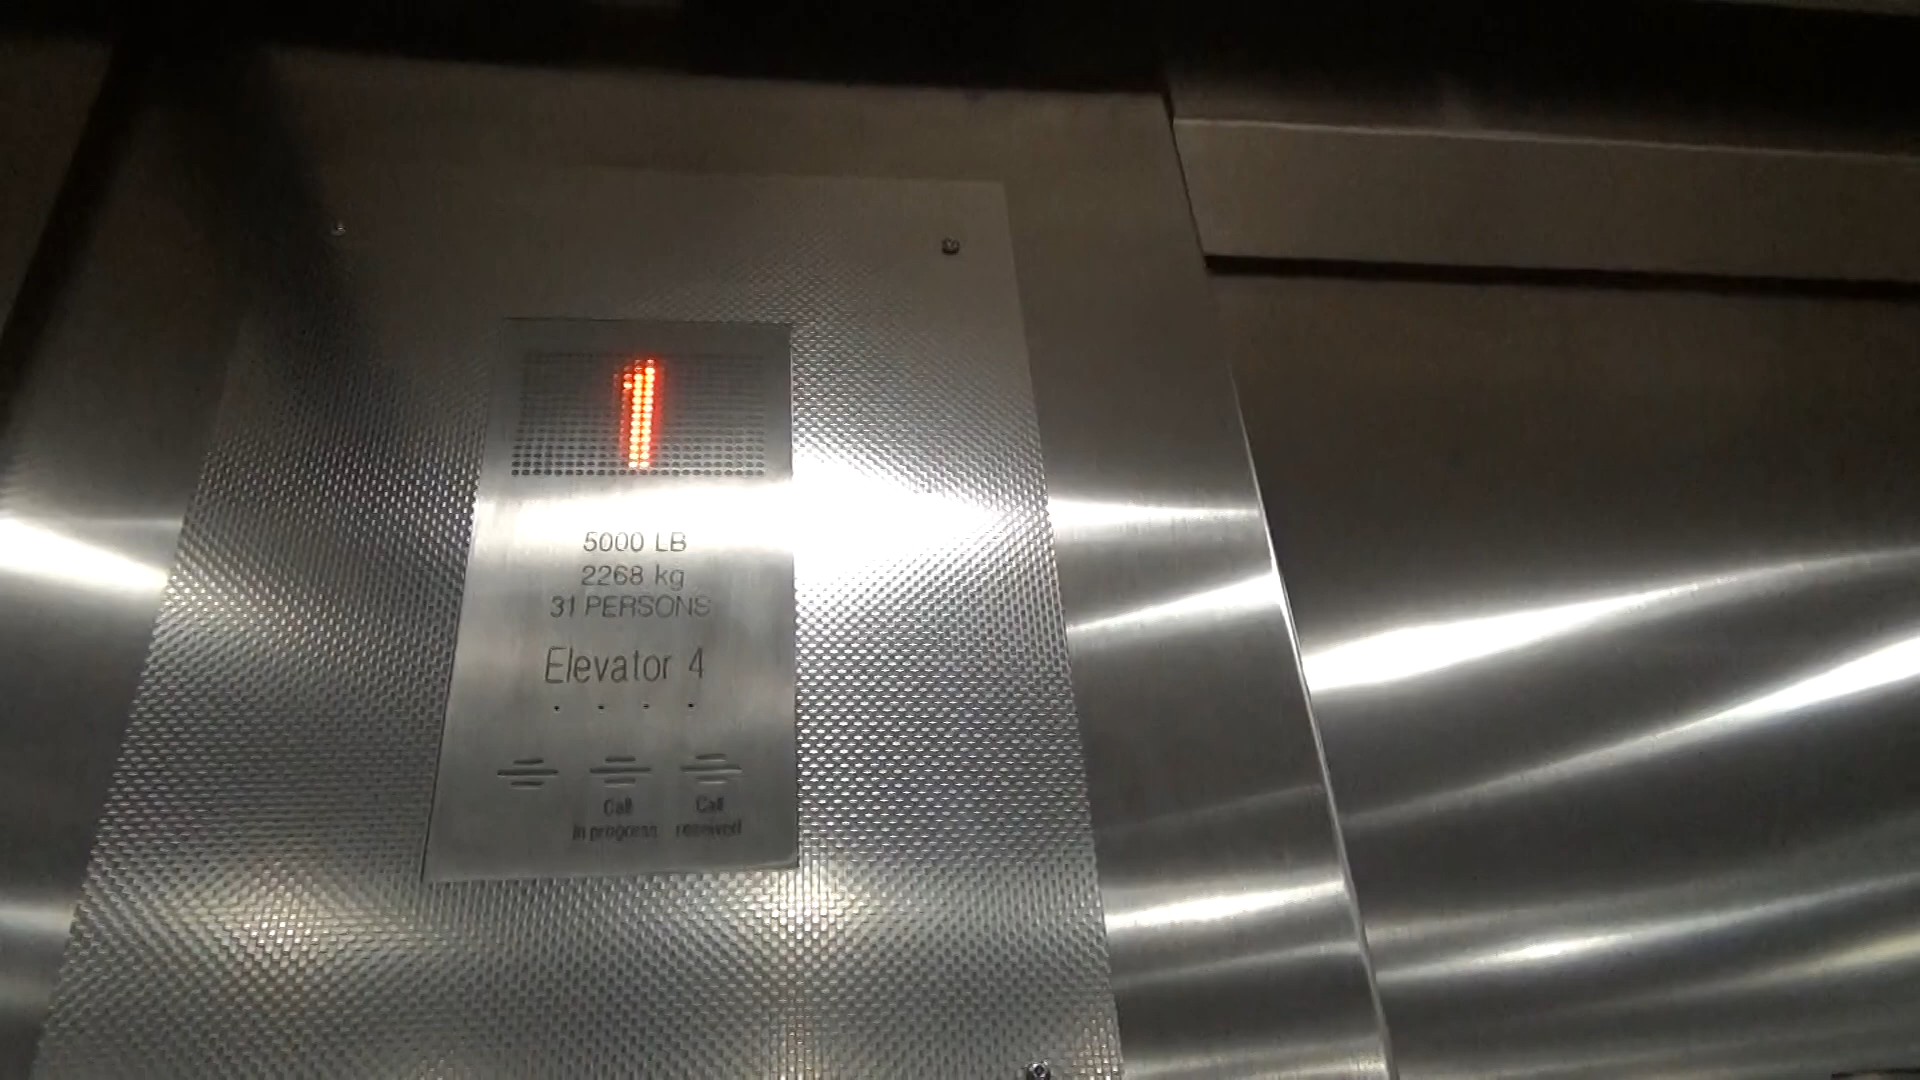 1
5000 LB
2268 kg
31 PERSONS
Elevator 4
Call in progress
Call received